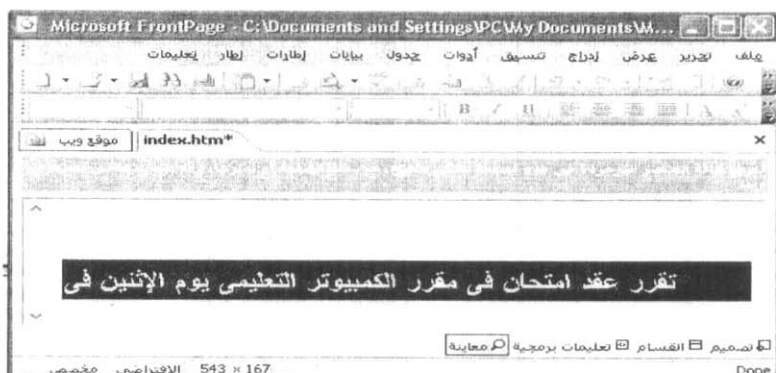 Microsoft FrontPage - C:\Documents and Settings\PC\My Documents\M...
ملف تحرير عرض إدراج تنسيق أدوات جدول بيانات إطارات إطار تعليمات
B I U A
موقع ويب index.htm*
تقرر عقد امتحان فى مقرر الكمبيوتر التعليمى يوم الإثنين فى
تصميم انقسام تعليمات برمجية معاينة
Done 543 × 167 الافتراضي مخصص